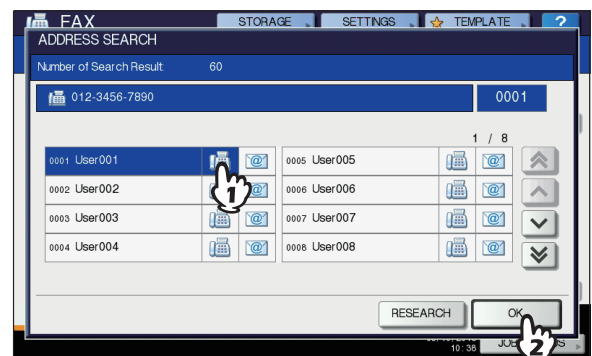 FAX STORAGE SETTINGS TEMPLATE ?
ADDRESS SEARCH
Number of Search Result 60
012-3456-7890 0001
1 / 8
0001 User001 0005 User005
0002 User002 0006 User006
0003 User003 0007 User007
0004 User004 0008 User008
1
RESEARCH OK
2
10:38